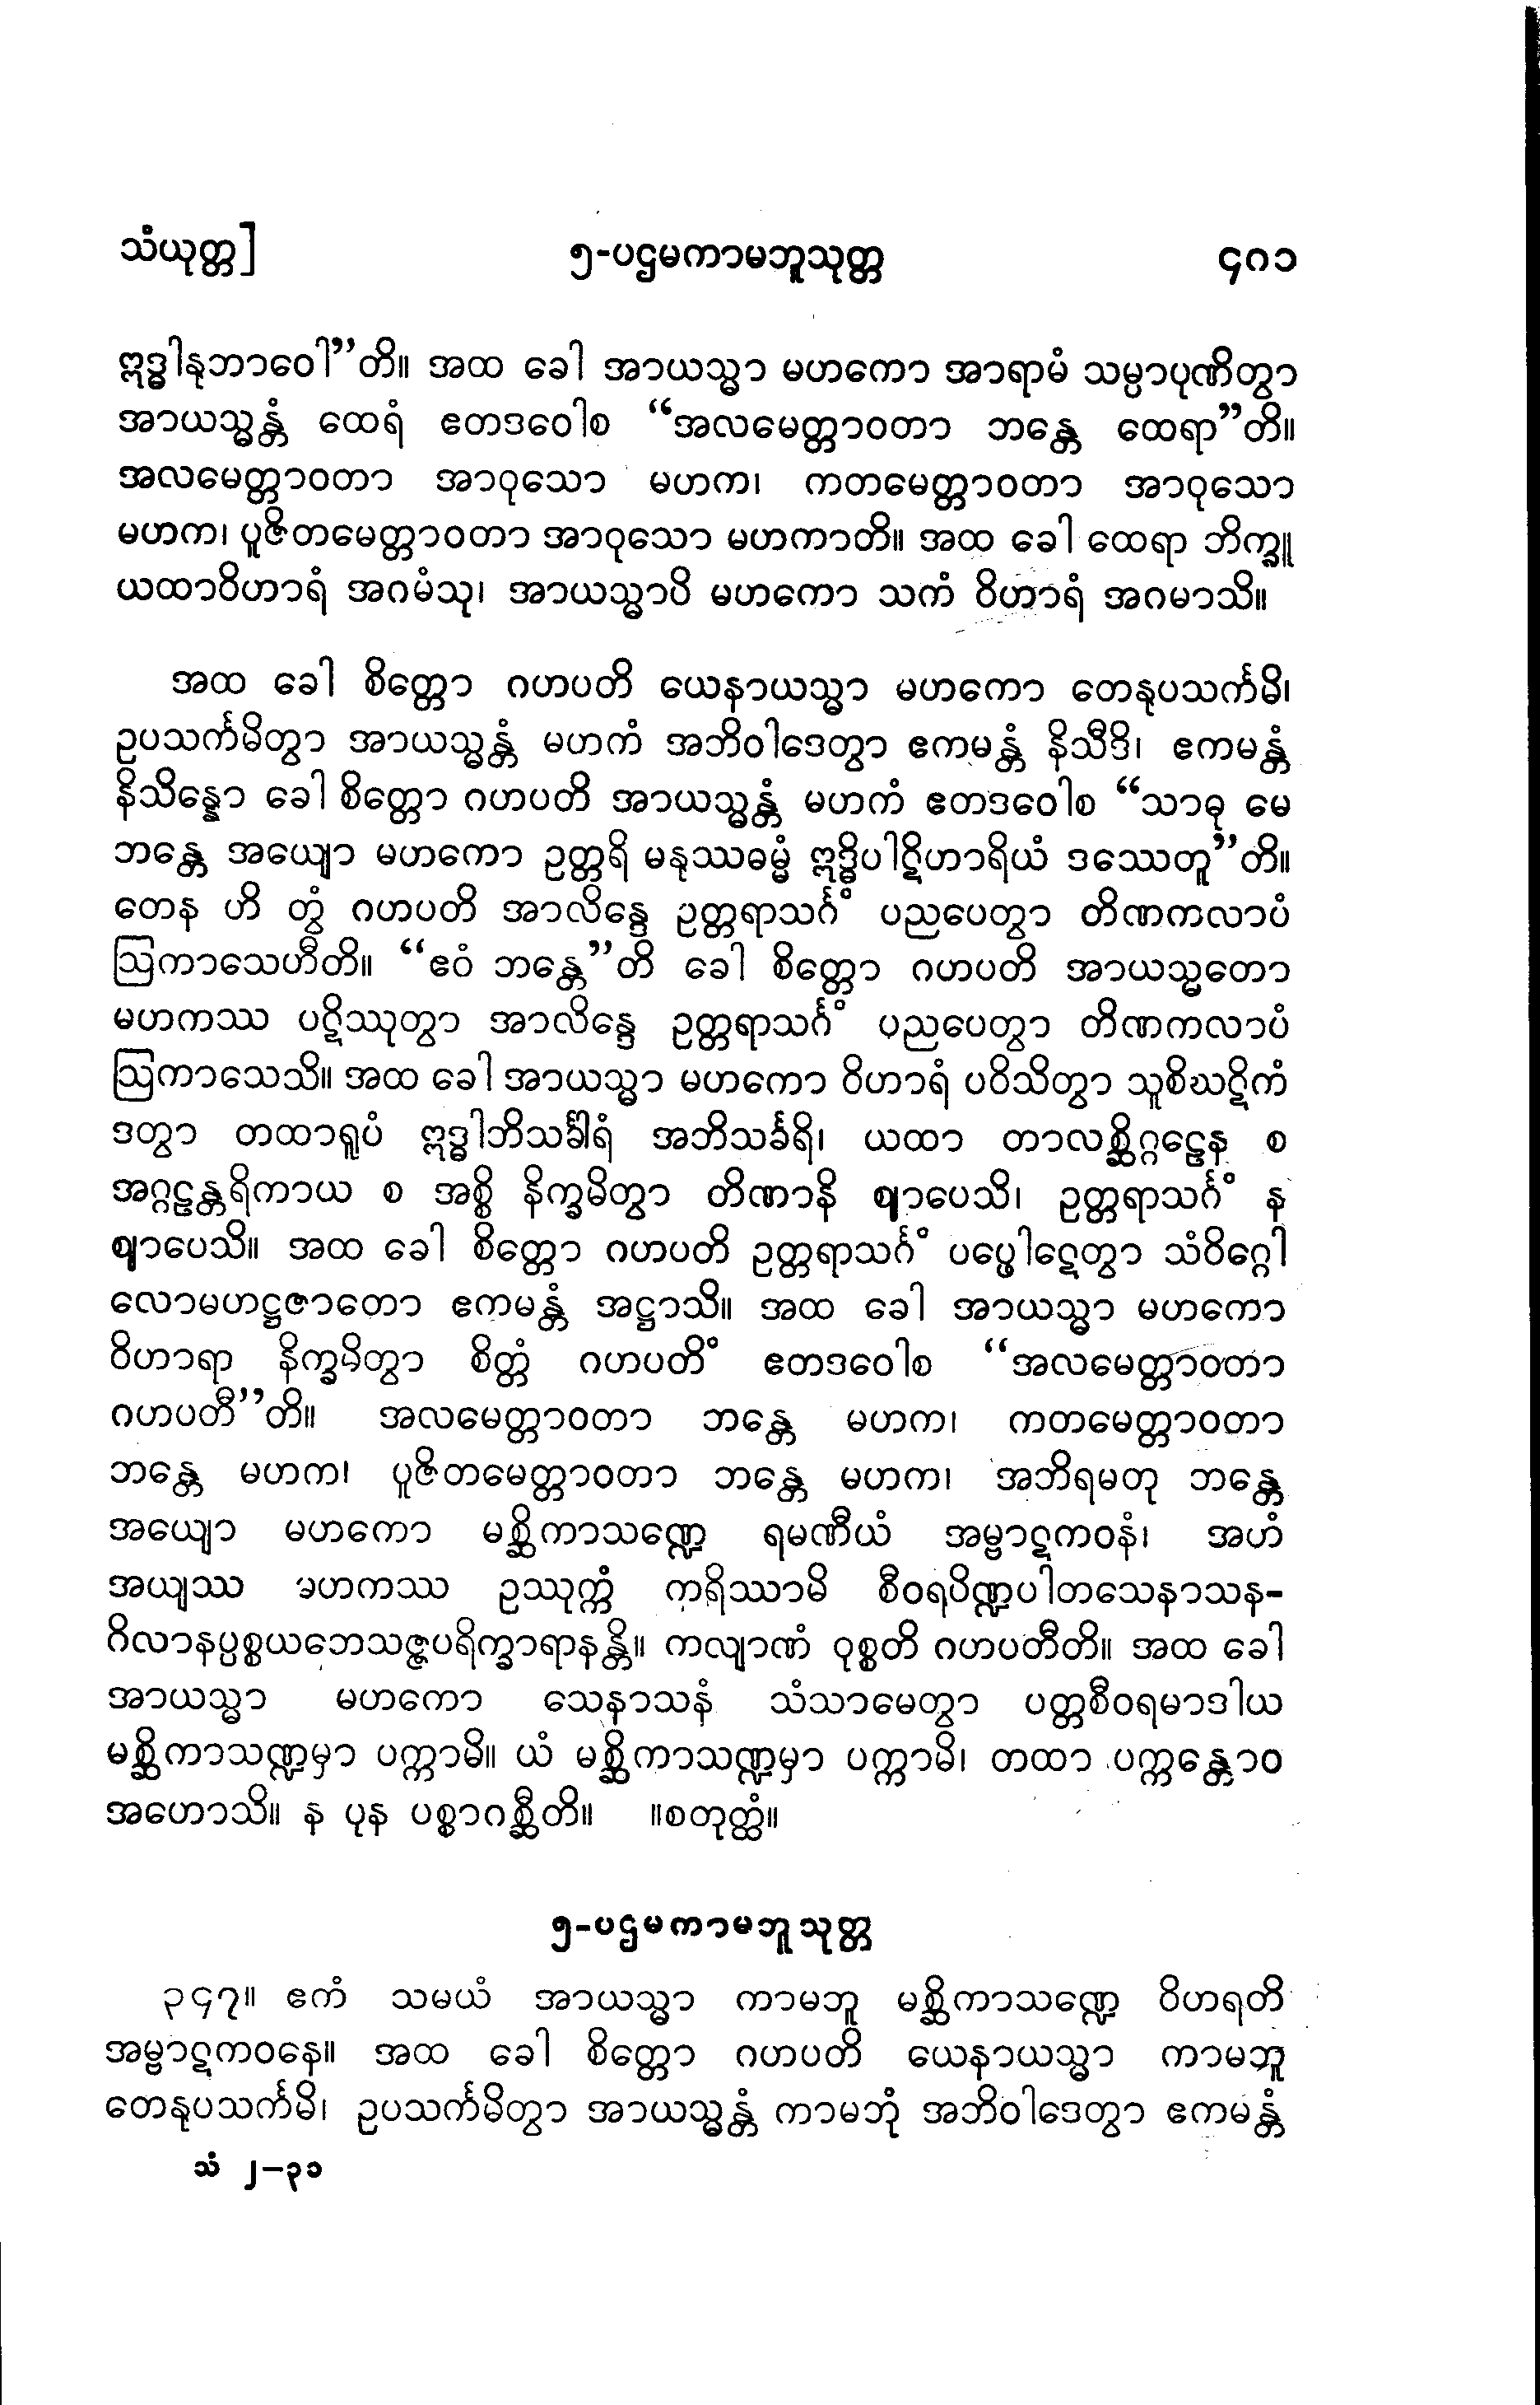 သံယုတ္တ] ၅-ပဌမကာမဘူသုတ္တ ၄၈၁
ဣဒ္ဓါနုဘာဝေါ”တိ။ အထ ခေါ အာယသ္မာ မဟကော အာရာမံ သမ္ပာပုဏိတွာ
အာယသ္မန္တံ ထေရံ ဧတဒဝေါစ “အလမေတ္တာဝတာ ဘန္တေ ထေရာ”တိ။
အလမေတ္တာဝတာ အာဝုသော မဟက၊ ကတမေတ္တာဝတာ အာဝုသော
မဟက၊ ပူဇိတမေတ္တာဝတာ အာဝုသော မဟကာတိ။ အထ ခေါ ထေရာ ဘိက္ခူ
ယထာဝိဟာရံ အဂမံသု၊ အာယသ္မာပိ မဟကော သကံ ဝိဟာရံ အဂမာသိ။
အထ ခေါ စိတ္တော ဂဟပတိ ယေနာယသ္မာ မဟကော တေနုပသင်္ကမိ၊
ဥပသင်္ကမိတွာ အာယသ္မန္တံ မဟကံ အဘိဝါဒေတွာ ဧကမန္တံ နိသီဒိ၊ ဧကမန္တံ
နိသိန္နော ခေါ စိတ္တော ဂဟပတိ အာယသ္မန္တံ မဟကံ ဧတဒဝေါစ “သာဓု မေ
ဘန္တေ အယျော မဟကော ဥတ္တရိ မနုဿဓမ္မံ ဣဒ္ဓိပါဋိဟာရိယံ ဒဿေတူ”တိ။
တေန ဟိ တွံ ဂဟပတိ အာလိန္ဒေ ဥတ္တရာသင်္ဂံ ပညပေတွာ တိဏကလာပံ
ဩကာသေဟီတိ။ “ဧဝံ ဘန္တေ”တိ ခေါ စိတ္တော ဂဟပတိ အာယသ္မတော
မဟကဿ ပဋိဿုတွာ အာလိန္ဒေ ဥတ္တရာသင်္ဂံ ပညပေတွာ တိဏကလာပံ
ဩကာသေသိ။ အထ ခေါ အာယသ္မာ မဟကော ဝိဟာရံ ပဝိသိတွာ သူစိဃဋိကံ
ဒတွာ တထာရူပံ ဣဒ္ဓါဘိသင်္ခါရံ အဘိသင်္ခရိ၊ ယထာ တာလစ္ဆိဂ္ဂဠေန စ
အဂ္ဂဠန္တရိကာယ စ အစ္စိ နိက္ခမိတွာ တိဏာနိ ဈာပေသိ၊ ဥတ္တရာသင်္ဂံ န
ဈာပေသိ။ အထ ခေါ စိတ္တော ဂဟပတိ ဥတ္တရာသင်္ဂံ ပပ္ဖေါဋေတွာ သံဝိဂ္ဂေါ
လောမဟဋ္ဌဇာတော ဧကမန္တံ အဋ္ဌာသိ။ အထ ခေါ အာယသ္မာ မဟကော
ဝိဟာရာ နိက္ခမိတွာ စိတ္တံ ဂဟပတိံ ဧတဒဝေါစ “အလမေတ္တာဝတာ
ဂဟပတီ”တိ။ အလမေတ္တာဝတာ ဘန္တေ မဟက၊ ကတမေတ္တာဝတာ
ဘန္တေ မဟက၊ ပူဇိတမေတ္တာဝတာ ဘန္တေ မဟက၊ အဘိရမတု ဘန္တေ
အယျော မဟကော မစ္ဆိကာသဏ္ဍေ ရမဏီယံ အမ္ဗာဋကဝနံ၊ အဟံ
အယျဿ မဟကဿ ဥဿုက္ကံ ကရိဿာမိ စီဝရပိဏ္ဍပါတသေနာသန-
ဂိလာနပ္ပစ္စယဘေသဇ္ဇပရိက္ခာရာနန္တိ။ ကလျာဏံ ဝုစ္စတိ ဂဟပတီတိ။ အထ ခေါ
အာယသ္မာ မဟကော သေနာသနံ သံသာမေတွာ ပတ္တစီဝရမာဒါယ
မစ္ဆိကာသဏ္ဍမှာ ပက္ကာမိ။ ယံ မစ္ဆိကာသဏ္ဍမှာ ပက္ကာမိ၊ တထာ ပက္ကန္တောဝ
အဟောသိ။ န ပုန ပစ္စာဂစ္ဆီတိ။ ။စတုတ္ထံ။
၅-ပဌမကာမဘူသုတ္တ
၃၄၇။ ဧကံ သမယံ အာယသ္မာ ကာမဘူ မစ္ဆိကာသဏ္ဍေ ဝိဟရတိ
အမ္ဗာဋကဝနေ။ အထ ခေါ စိတ္တော ဂဟပတိ ယေနာယသ္မာ ကာမဘူ
တေနုပသင်္ကမိ၊ ဥပသင်္ကမိတွာ အာယသ္မန္တံ ကာမဘုံ အဘိဝါဒေတွာ ဧကမန္တံ
သံ ၂–၃၁